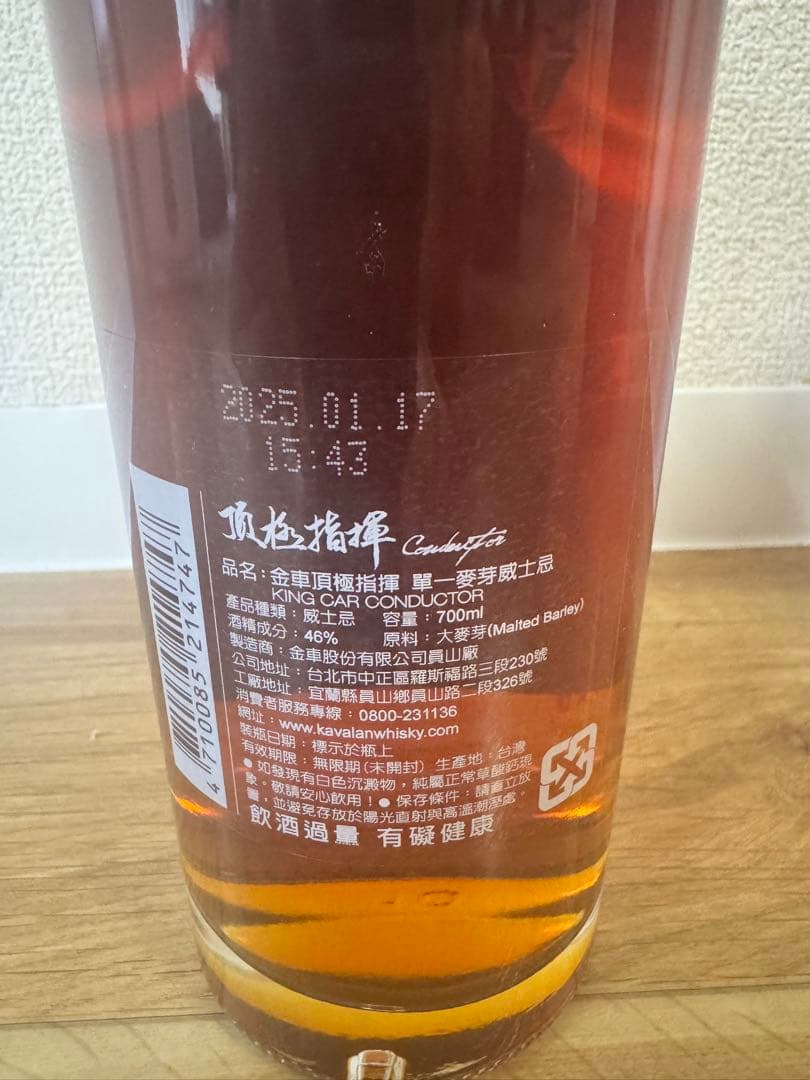 2025.01.17
15:43
頂極指揮 Conductor
品名：金車頂極指揮 單一麥芽威士忌
KING CAR CONDUCTOR
產品種類：威士忌 容量：700ml
酒精成分：46% 原料：大麥芽(Malted Barley)
製造商：金車股份有限公司員山廠
公司地址：台北市中正區羅斯福路三段230號
工廠地址：宜蘭縣員山鄉員山路二段326號
消費者服務專線：0800-231136
網址：www.kavalanwhisky.com
裝瓶日期：標示於瓶上
有效期限：無限期(未開封) 生產地：台灣
●如發現有白色沉澱物，純屬正常草酸鈣現
象。敬請安心飲用！●保存條件：請直立放
置，並避免存放於陽光直射與高溫潮溼處。
飲酒過量 有礙健康
4 710085 214747